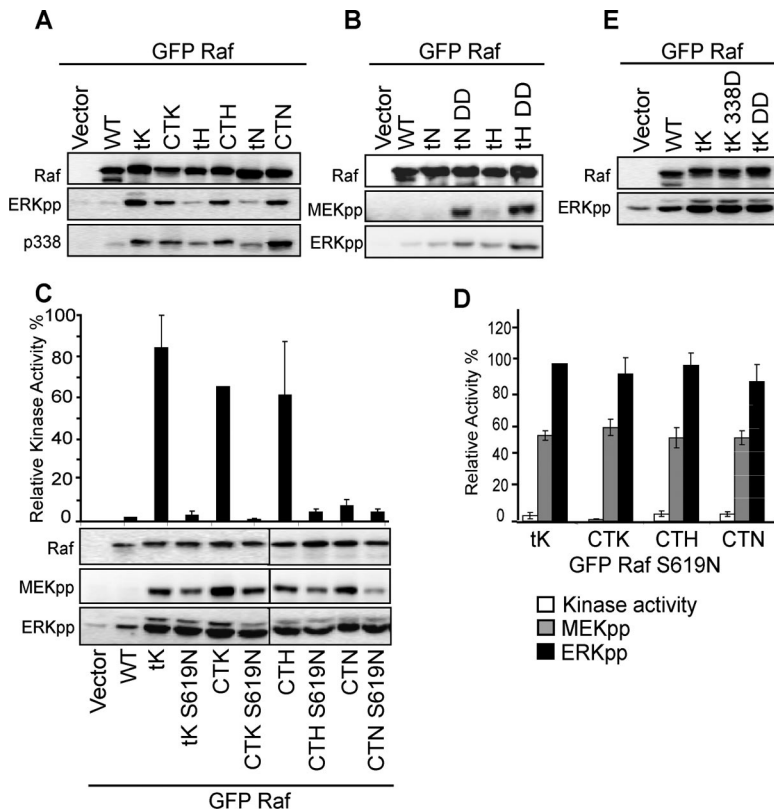 A
GFP Raf
Vector
WT
tK
CTK
tH
CTH
tN
CTN
Raf
ERKpp
p338
B
GFP Raf
Vector
WT
tN
tN DD
tH
tH DD
Raf
MEKpp
ERKpp
E
GFP Raf
Vector
WT
tK
tK 338D
tK DD
Raf
ERKpp
C
Relative Kinase Activity %
100
80
60
40
20
0
Raf
MEKpp
ERKpp
Vector
WT
tK
tK S619N
CTK
CTK S619N
CTH
CTH S619N
CTN
CTN S619N
GFP Raf
D
Relative Activity %
120
100
80
60
40
20
0
tK
CTK
CTH
CTN
GFP Raf S619N
Kinase activity
MEKpp
ERKpp